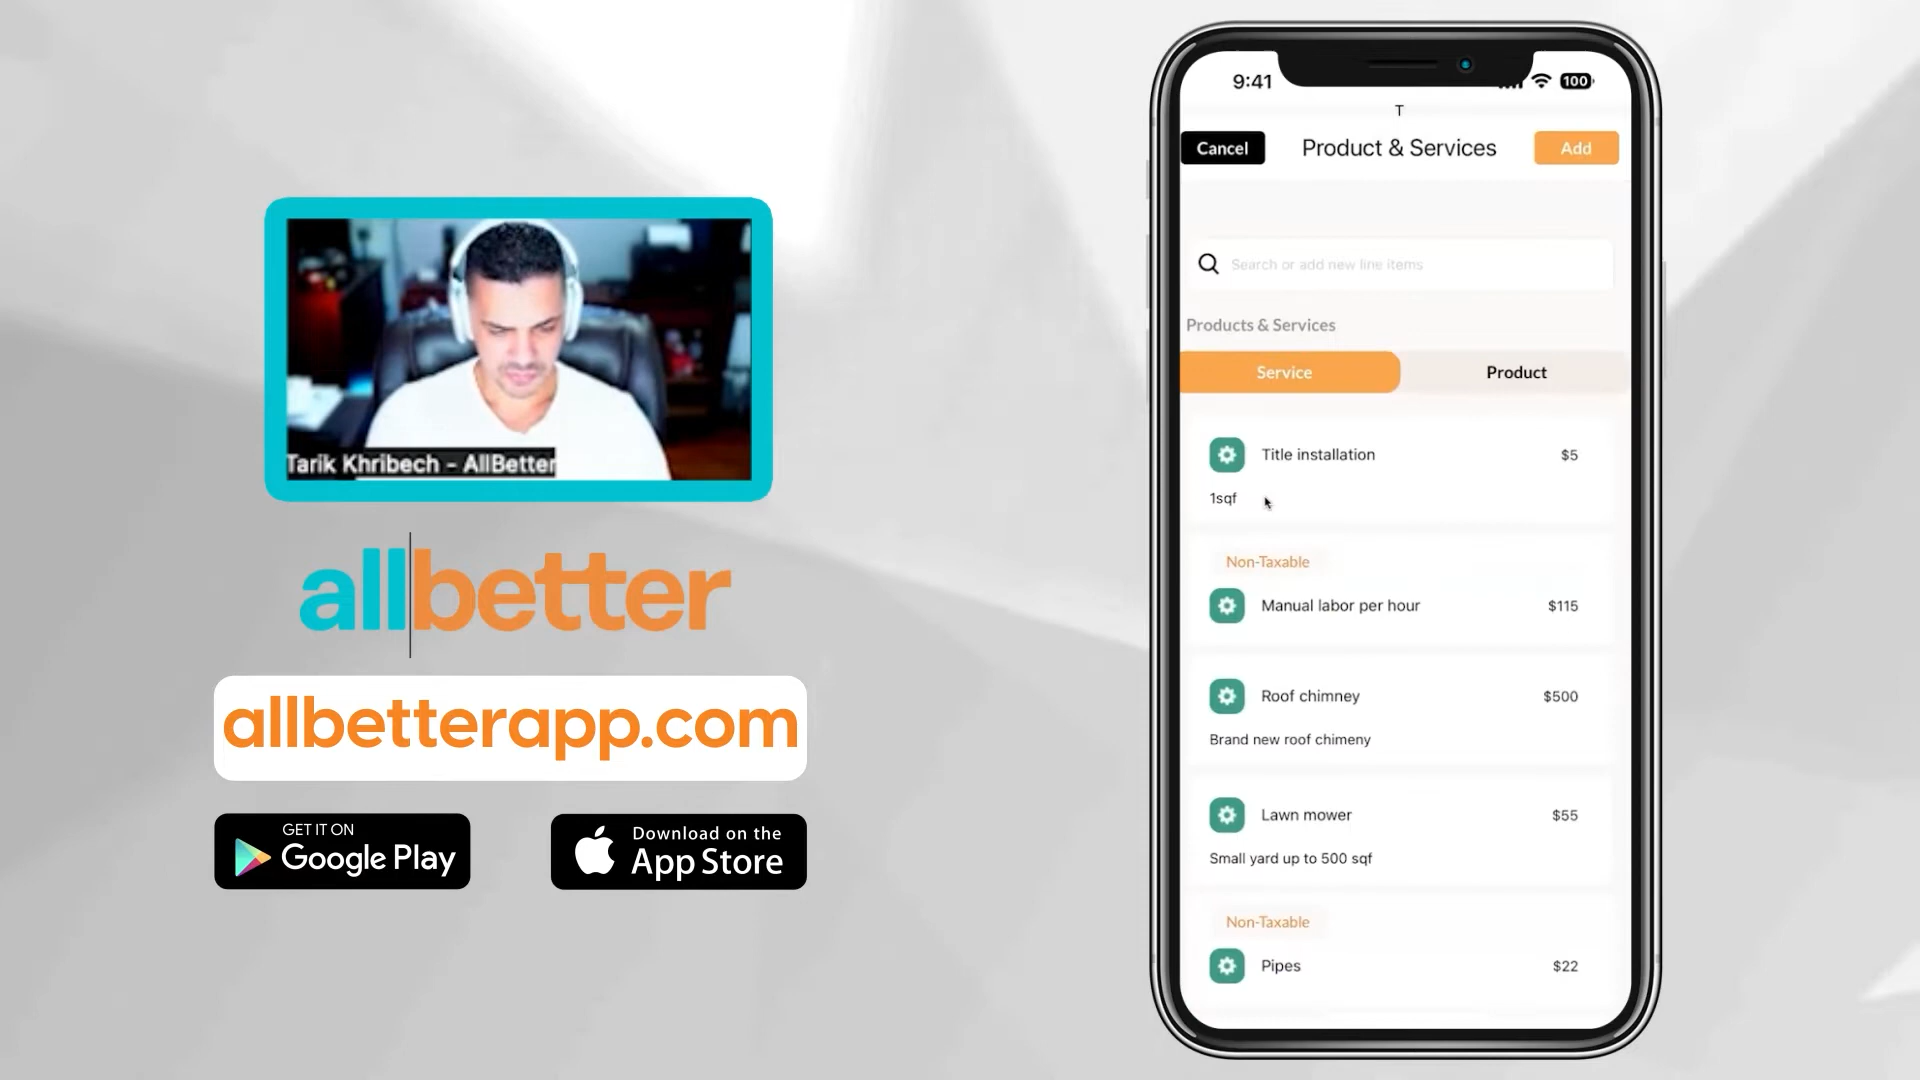 Tarik Khribech - AllBetter
allbetter
allbetterapp.com
GET IT ON
Google Play
Download on the
App Store
9:41
100
T
Cancel
Product & Services
Add
Search or add new line items
Products & Services
Service
Product
Title installation
$5
1sqf
Non-Taxable
Manual labor per hour
$115
Roof chimney
$500
Brand new roof chimeny
Lawn mower
$55
Small yard up to 500 sqf
Non-Taxable
Pipes
$22